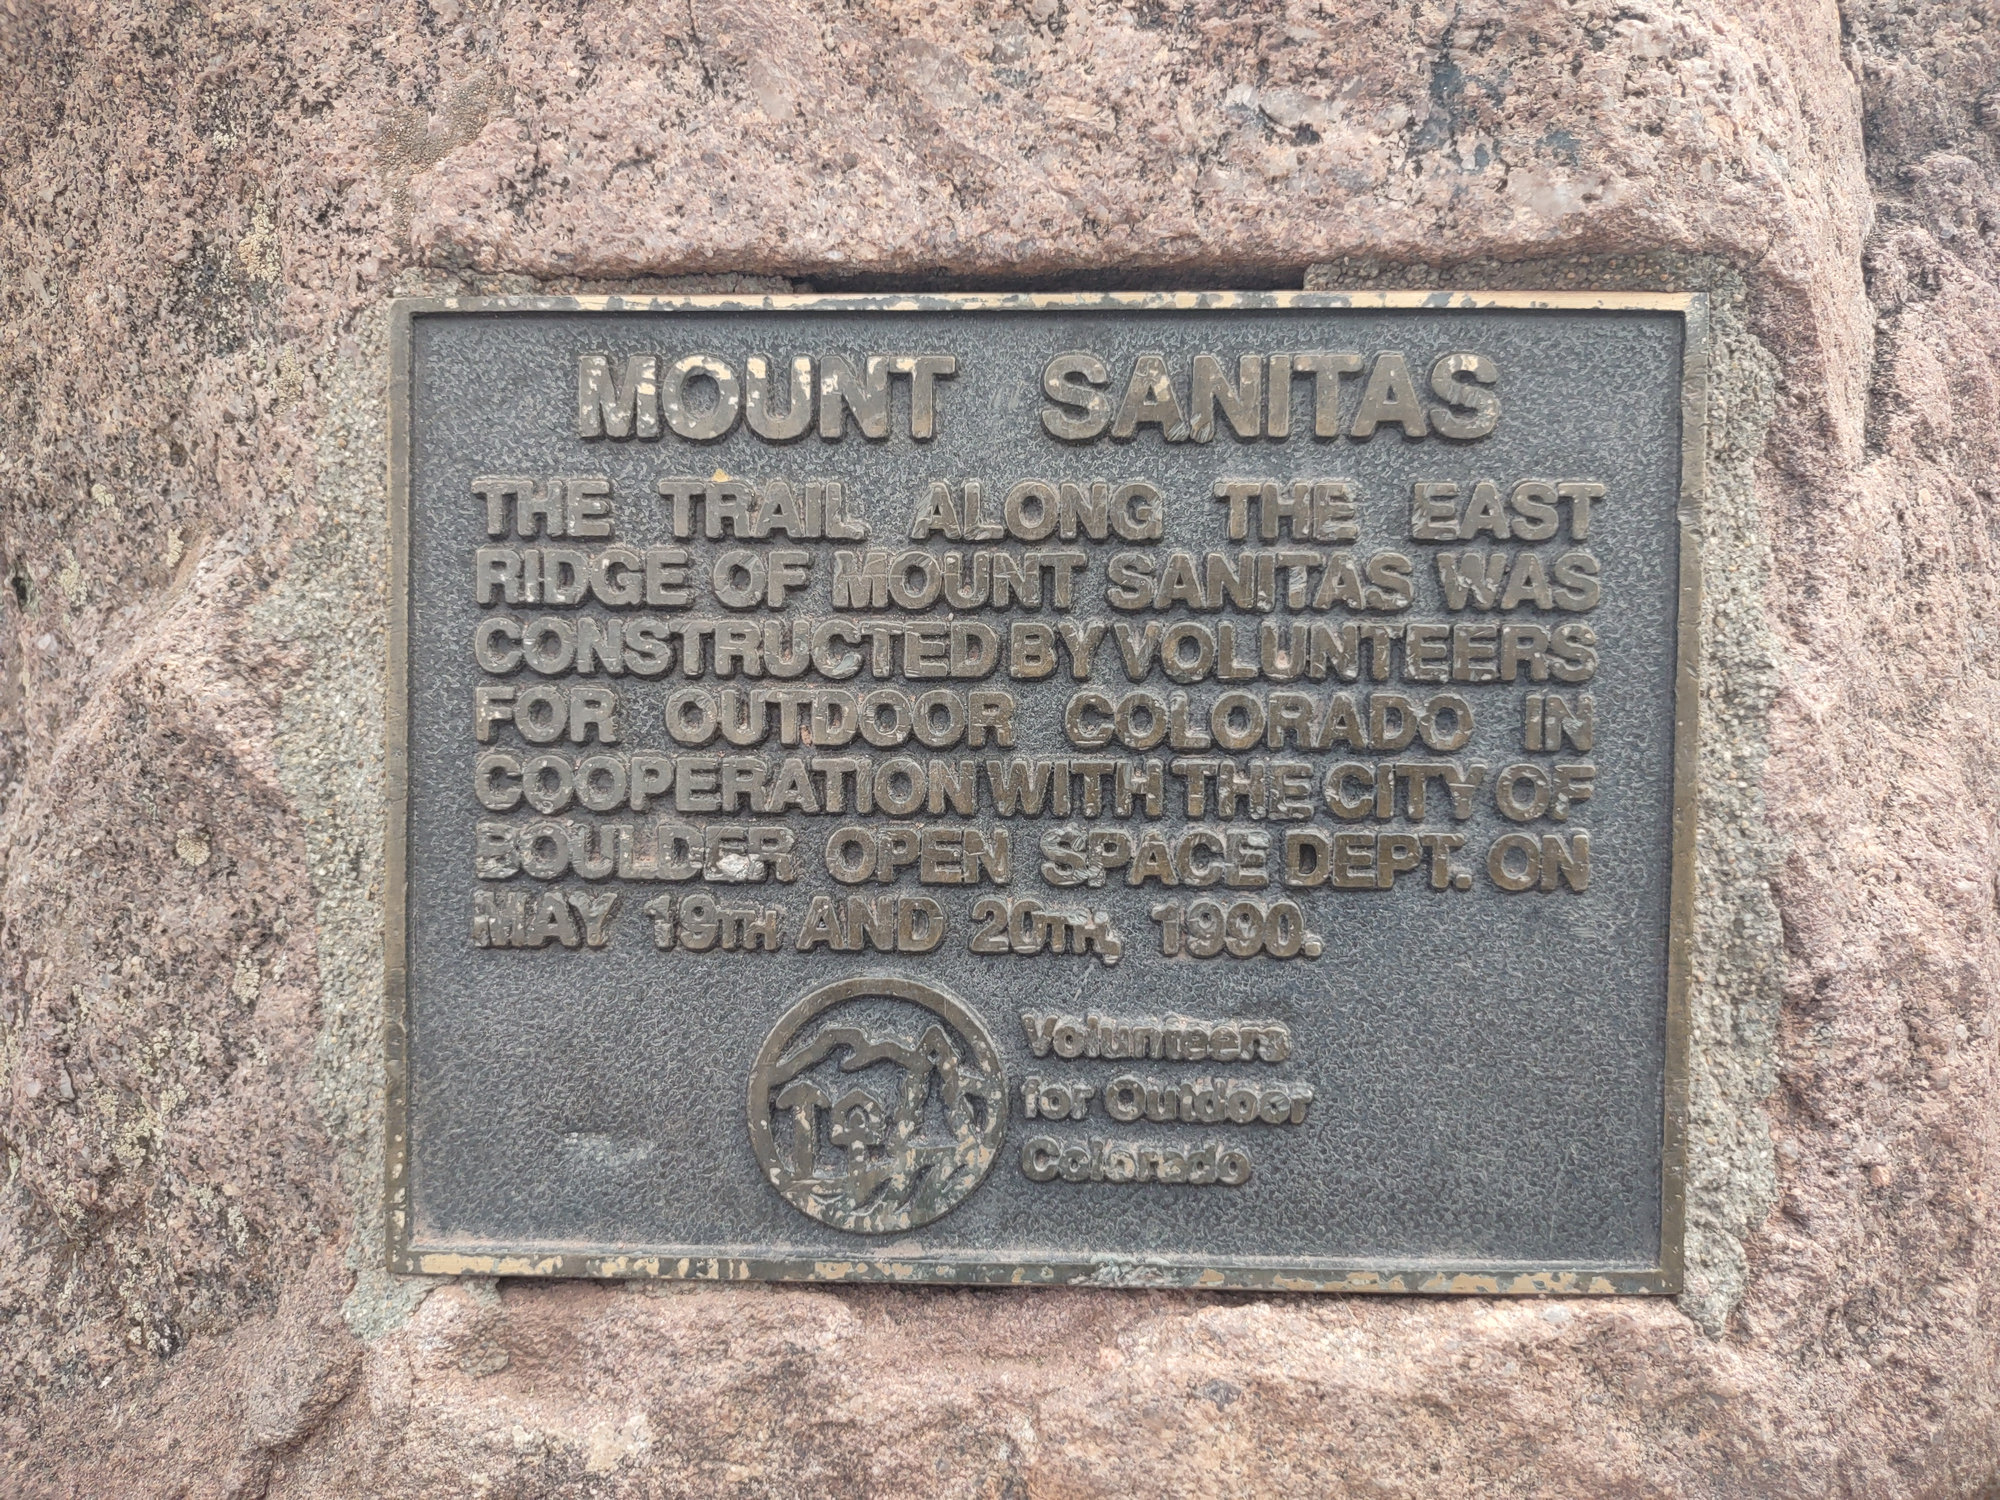 MOUNT SANITAS
THE TRAIL ALONG THE EAST
RIDGE OF MOUNT SANITAS WAS
CONSTRUCTED BY VOLUNTEERS
FOR OUTDOOR COLORADO IN
COOPERATION WITH THE CITY OF
BOULDER OPEN SPACE DEPT. ON
MAY 19TH AND 20TH, 1990.
Volunteers
for Outdoor
Colorado